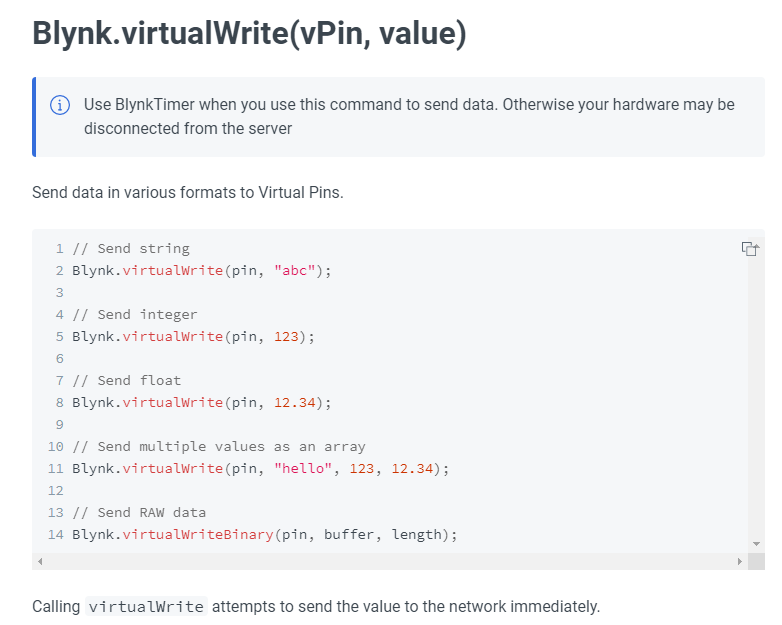 Blynk.virtualWrite(vPin, value)
Use BlynkTimer when you use this command to send data. Otherwise your hardware may be
disconnected from the server
Send data in various formats to Virtual Pins.
1 // Send string
2 Blynk.virtualWrite(pin, "abc");
3
4 // Send integer
5 Blynk.virtualWrite(pin, 123);
6
7 // Send float
8 Blynk.virtualWrite(pin, 12.34);
9
10 // Send multiple values as an array
11 Blynk.virtualWrite(pin, "hello", 123, 12.34);
12
13 // Send RAW data
14 Blynk.virtualWriteBinary(pin, buffer, length);
Calling virtualWrite attempts to send the value to the network immediately.